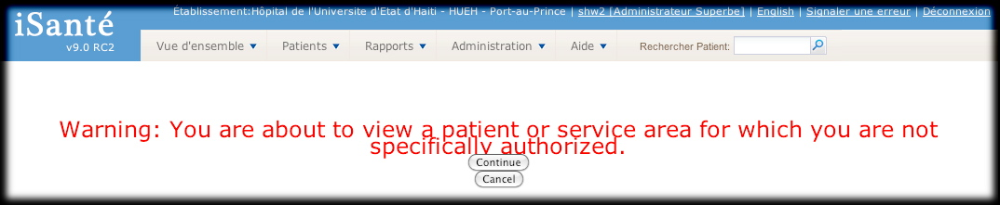 Établissement:Hôpital de l'Universite d'Etat d'Haiti - HUEH - Port-au-Prince | shw2 [Administrateur Superbe] | English | Signaler une erreur | Déconnexion
iSanté
v9.0 RC2
Vue d'ensemble Patients Rapports Administration Aide Rechercher Patient:
Warning: You are about to view a patient or service area for which you are not
specifically authorized.
Continue
Cancel